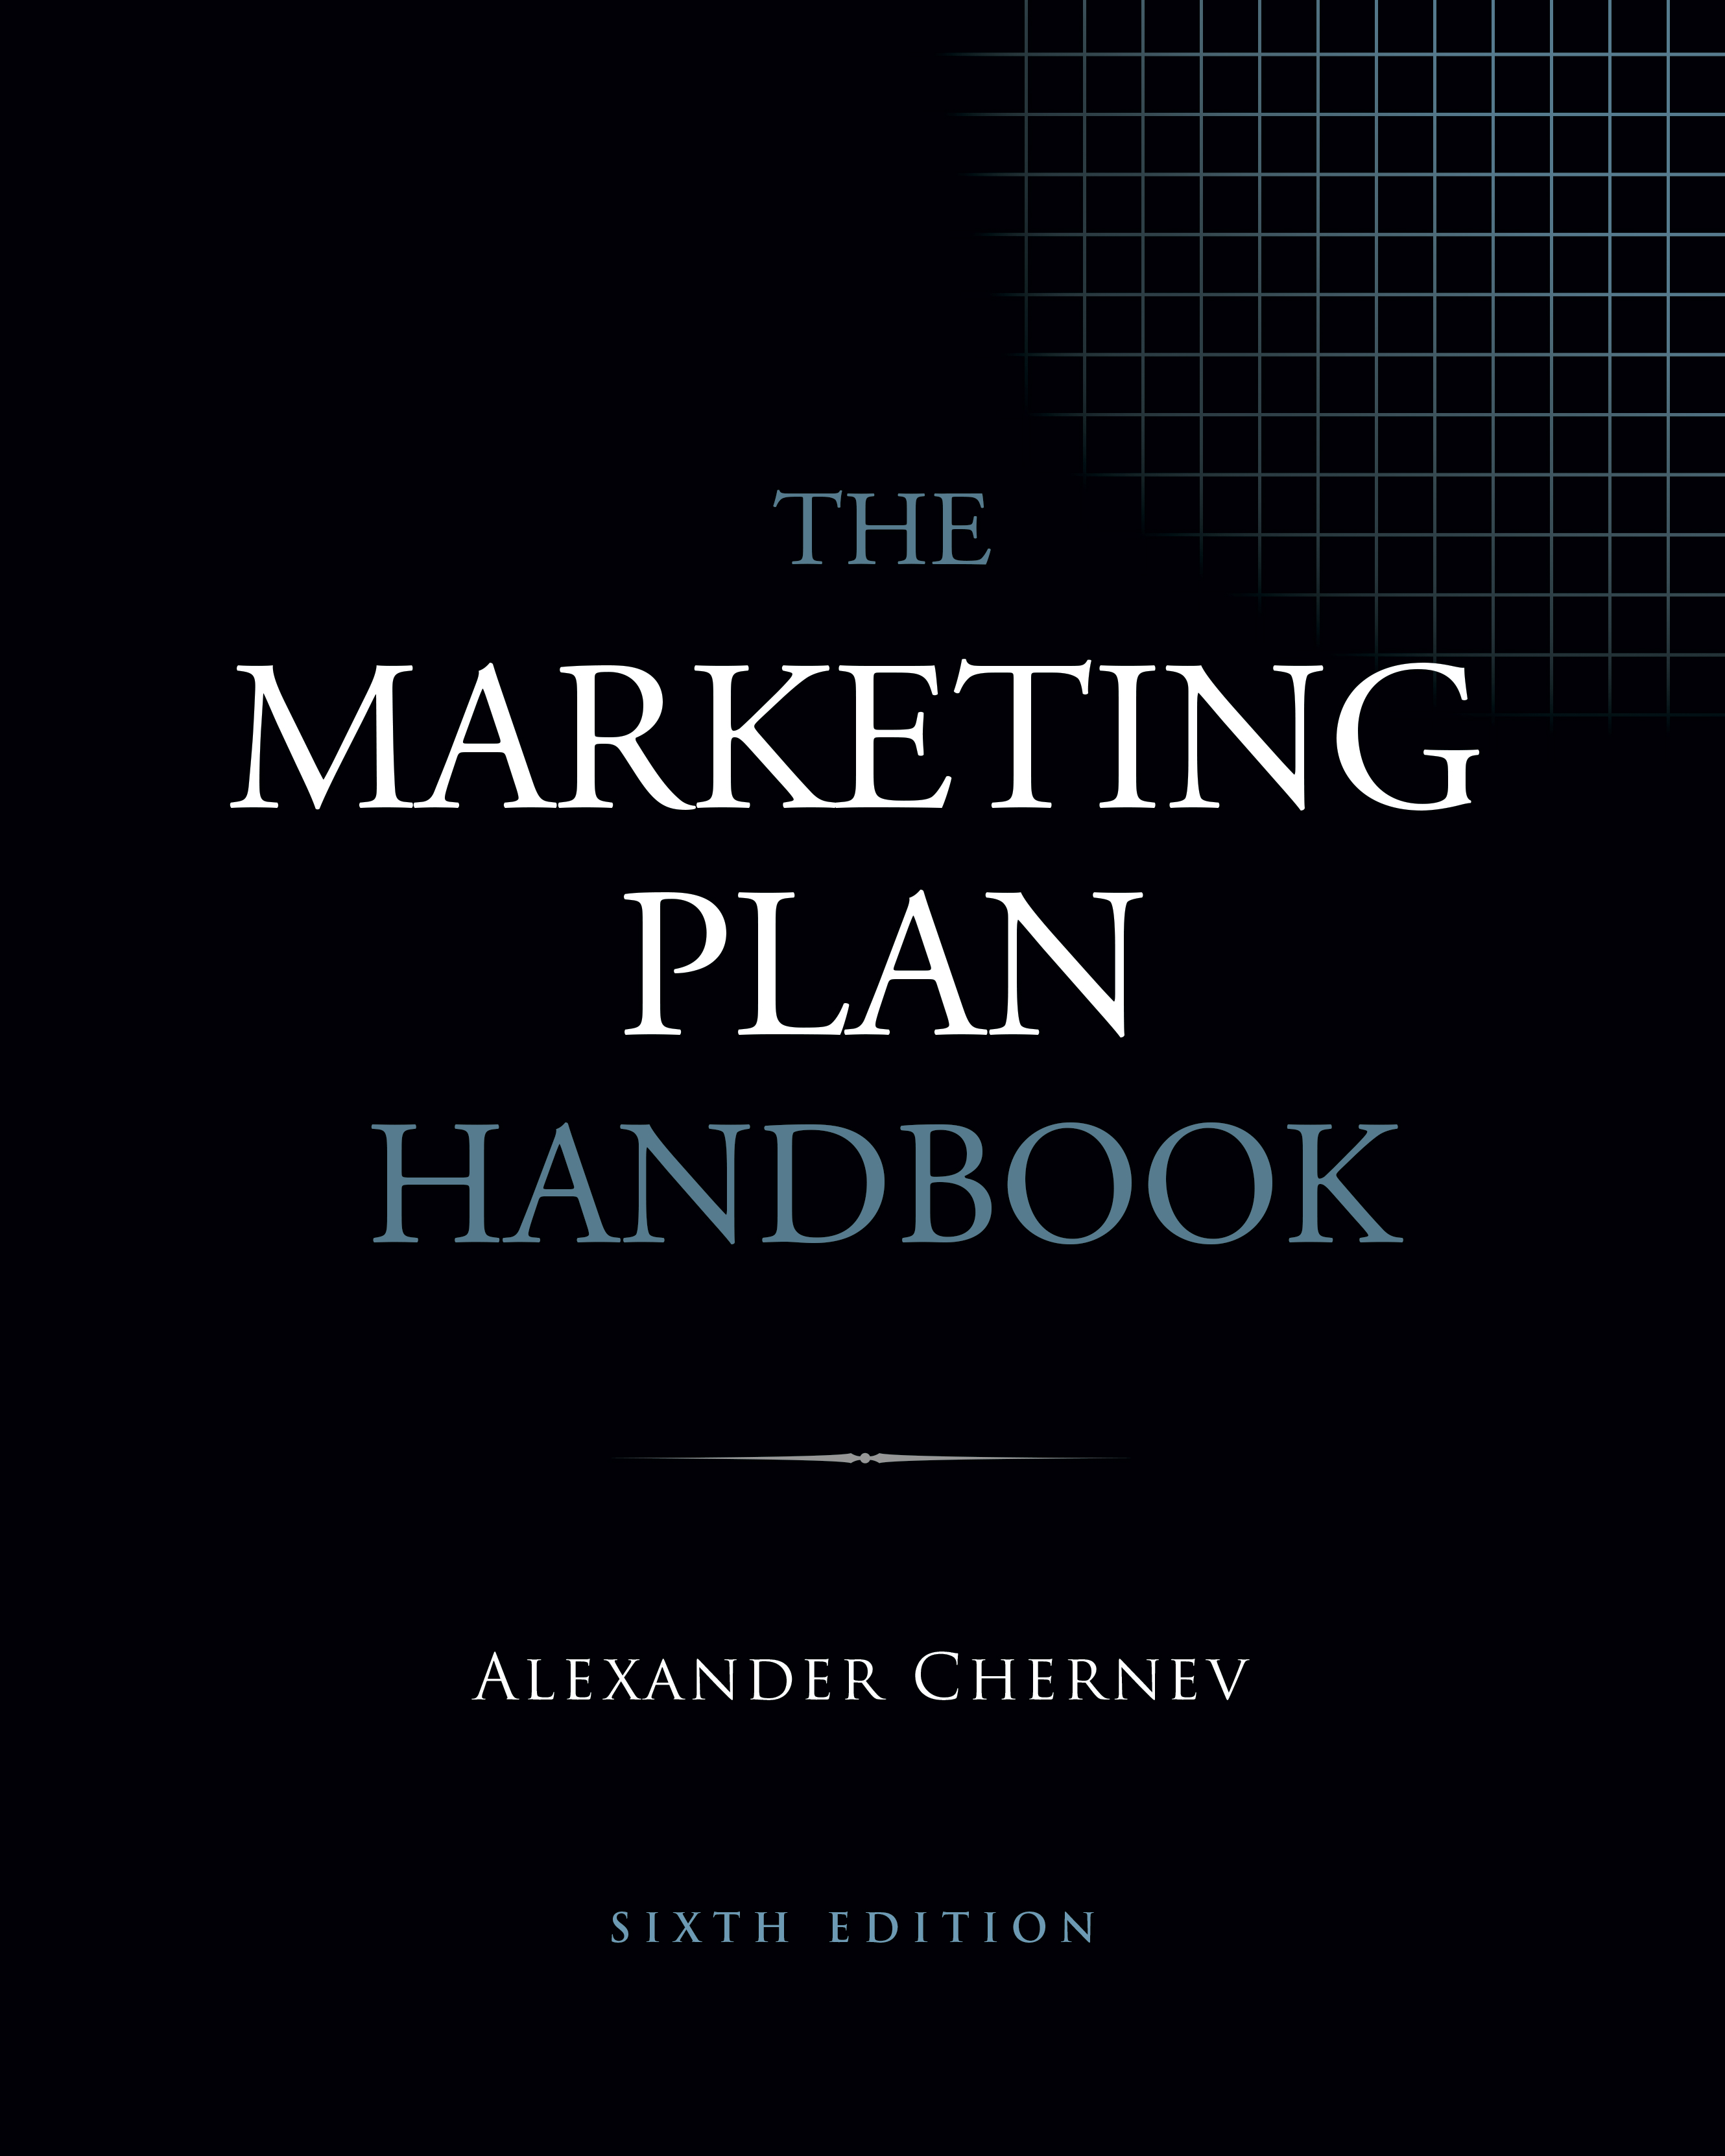 THE
MARKETING
PLAN
HANDBOOK
ALEXANDER CHERNEV
SIXTH EDITION